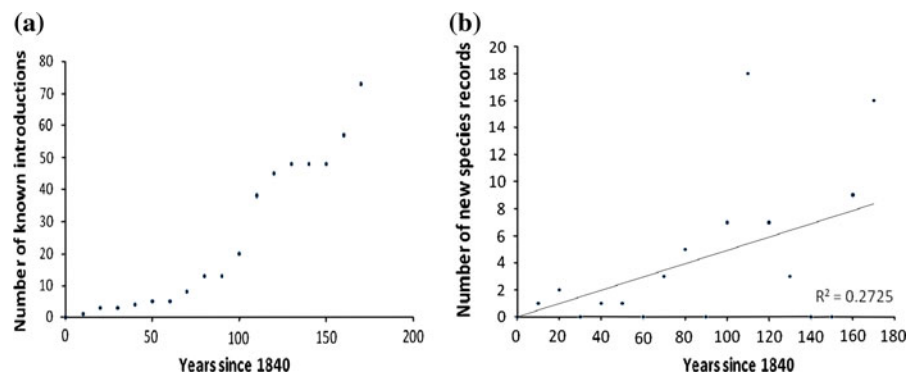 (a)
Number of known introductions
80
70
60
50
40
30
20
10
0
0 50 100 150 200
Years since 1840
(b)
Number of new species records
20
18
16
14
12
10
8
6
4
2
0
R² = 0.2725
0 20 40 60 80 100 120 140 160 180
Years since 1840